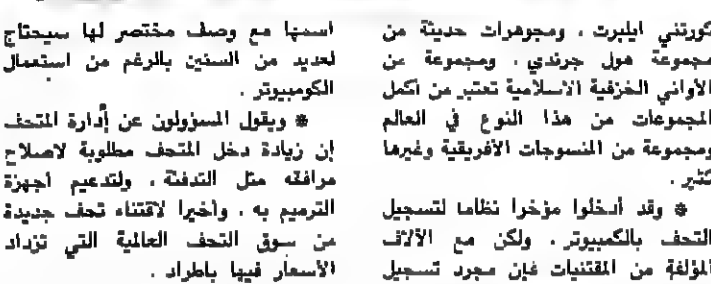 كورتني ايلبرت ، ومجوهرات حديثة من
مجموعة هول جرندي ، ومجموعة من
الأواني الخزفية الاسلامية تعتبر من أكمل
المجموعات من هذا النوع في العالم
ومجموعة من المنسوجات الأفريقية وغيرها
كثير .
* وقد أدخلوا مؤخرا نظاما لتسجيل
التحف بالكمبيوتر . ولكن مع الآلاف
المؤلفة من المقتنيات فإن مجرد تسجيل
اسمها مع وصف مختصر لها سيحتاج
لعديد من السنين بالرغم من استعمال
الكومبيوتر .
* ويقول المسؤولون عن إدارة المتحف
إن زيادة دخل المتحف مطلوبة لاصلاح
مرافقه مثل التدفئة ، ولتدعيم أجهزة
الترميم به ، وأخيرا لاقتناء تحف جديدة
من سوق التحف العالمية التي تزداد
الأسعار فيها باطراد .